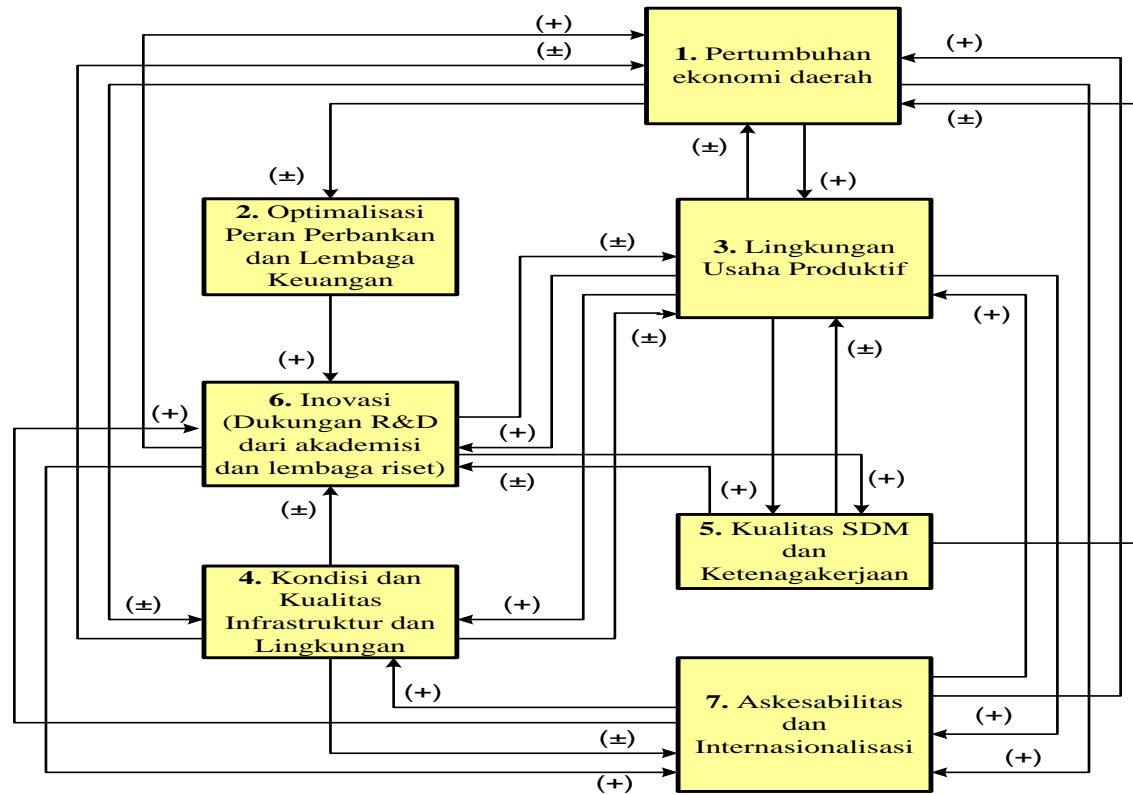 (+)
(±)
1. Pertumbuhan
ekonomi daerah
(+)
(±)
(±)
(+)
(±)
2. Optimalisasi
Peran Perbankan
dan Lembaga
Keuangan
(±)
3. Lingkungan
Usaha Produktif
(+)
(±)
(±)
(+)
(+)
6. Inovasi
(Dukungan R&D
dari akademisi
dan lembaga riset)
(+)
(±)
(+)
(+)
(±)
5. Kualitas SDM
dan
Ketenagakerjaan
4. Kondisi dan
Kualitas
Infrastruktur dan
Lingkungan
(±)
(+)
(+)
7. Askesabilitas
dan
Internasionalisasi
(+)
(±)
(+)
(+)